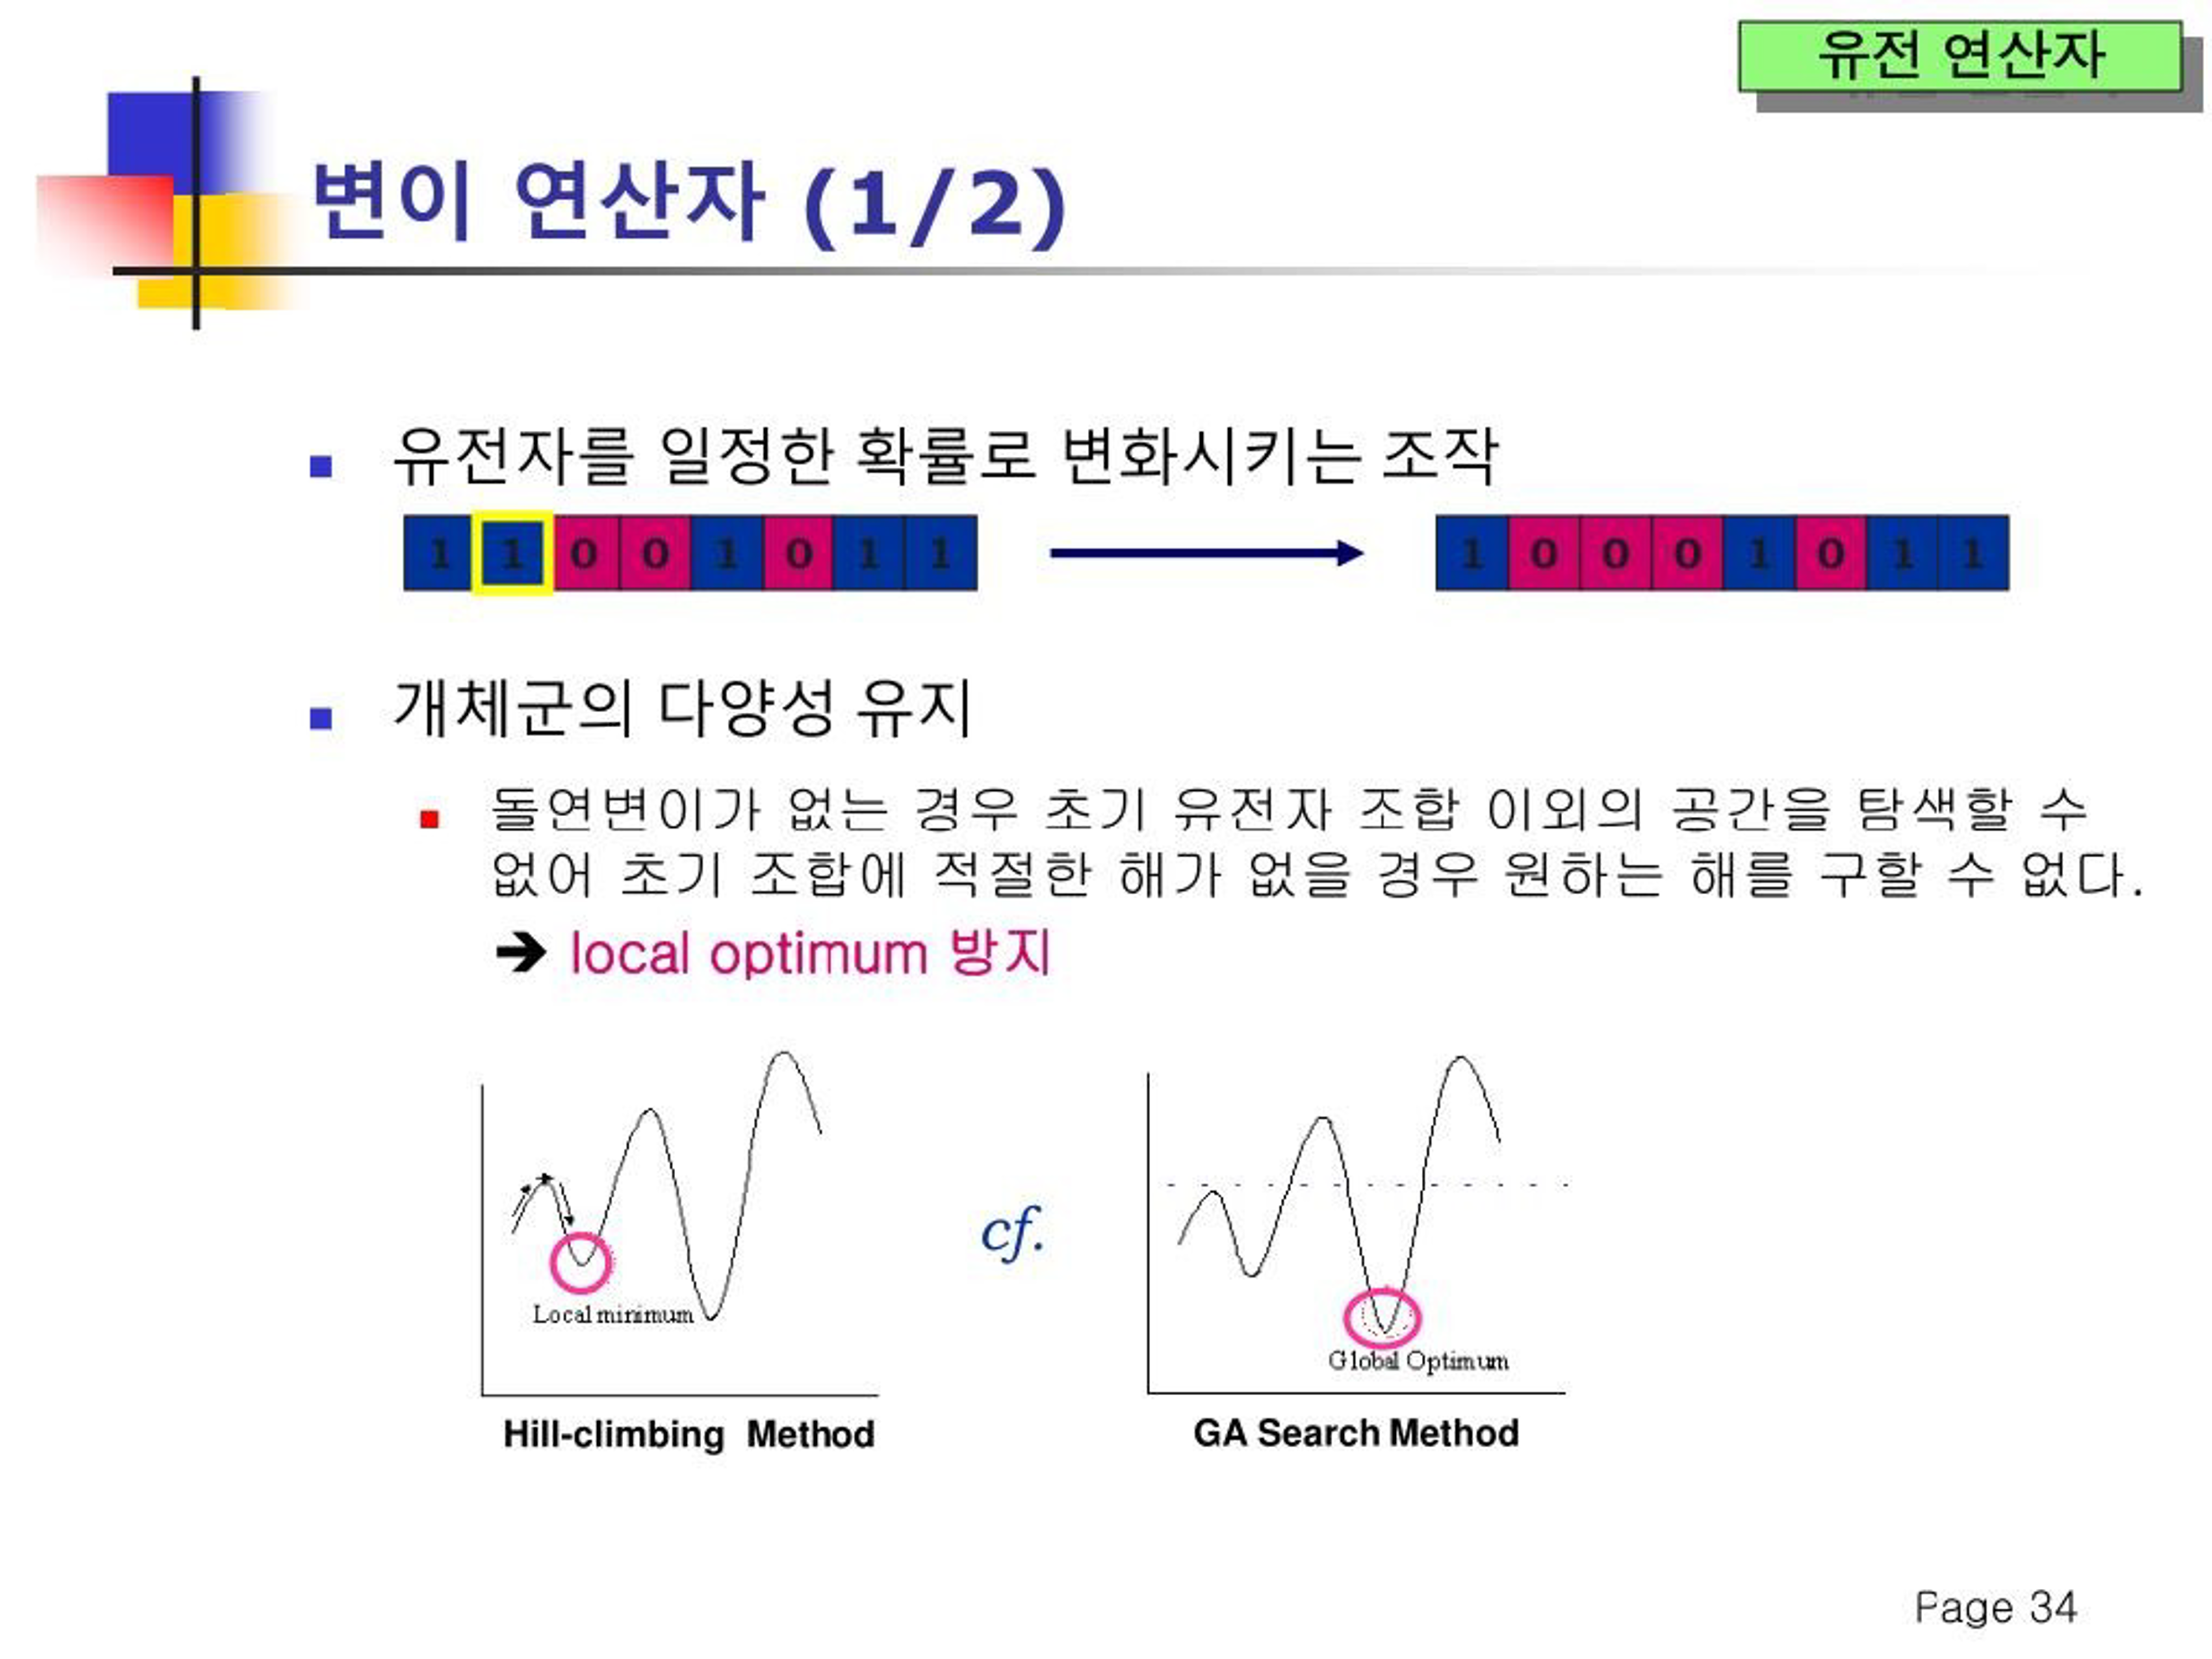 유전 연산자
변이 연산자 (1/2)
유전자를 일정한 확률로 변화시키는 조작
1 1 0 0 1 0 1 1
1 0 0 0 1 0 1 1
개체군의 다양성 유지
돌연변이가 없는 경우 초기 유전자 조합 이외의 공간을 탐색할 수
없어 초기 조합에 적절한 해가 없을 경우 원하는 해를 구할 수 없다.
➔ local optimum 방지
Local minimum
cf.
Global Optimum
Hill-climbing Method
GA Search Method
Page 34